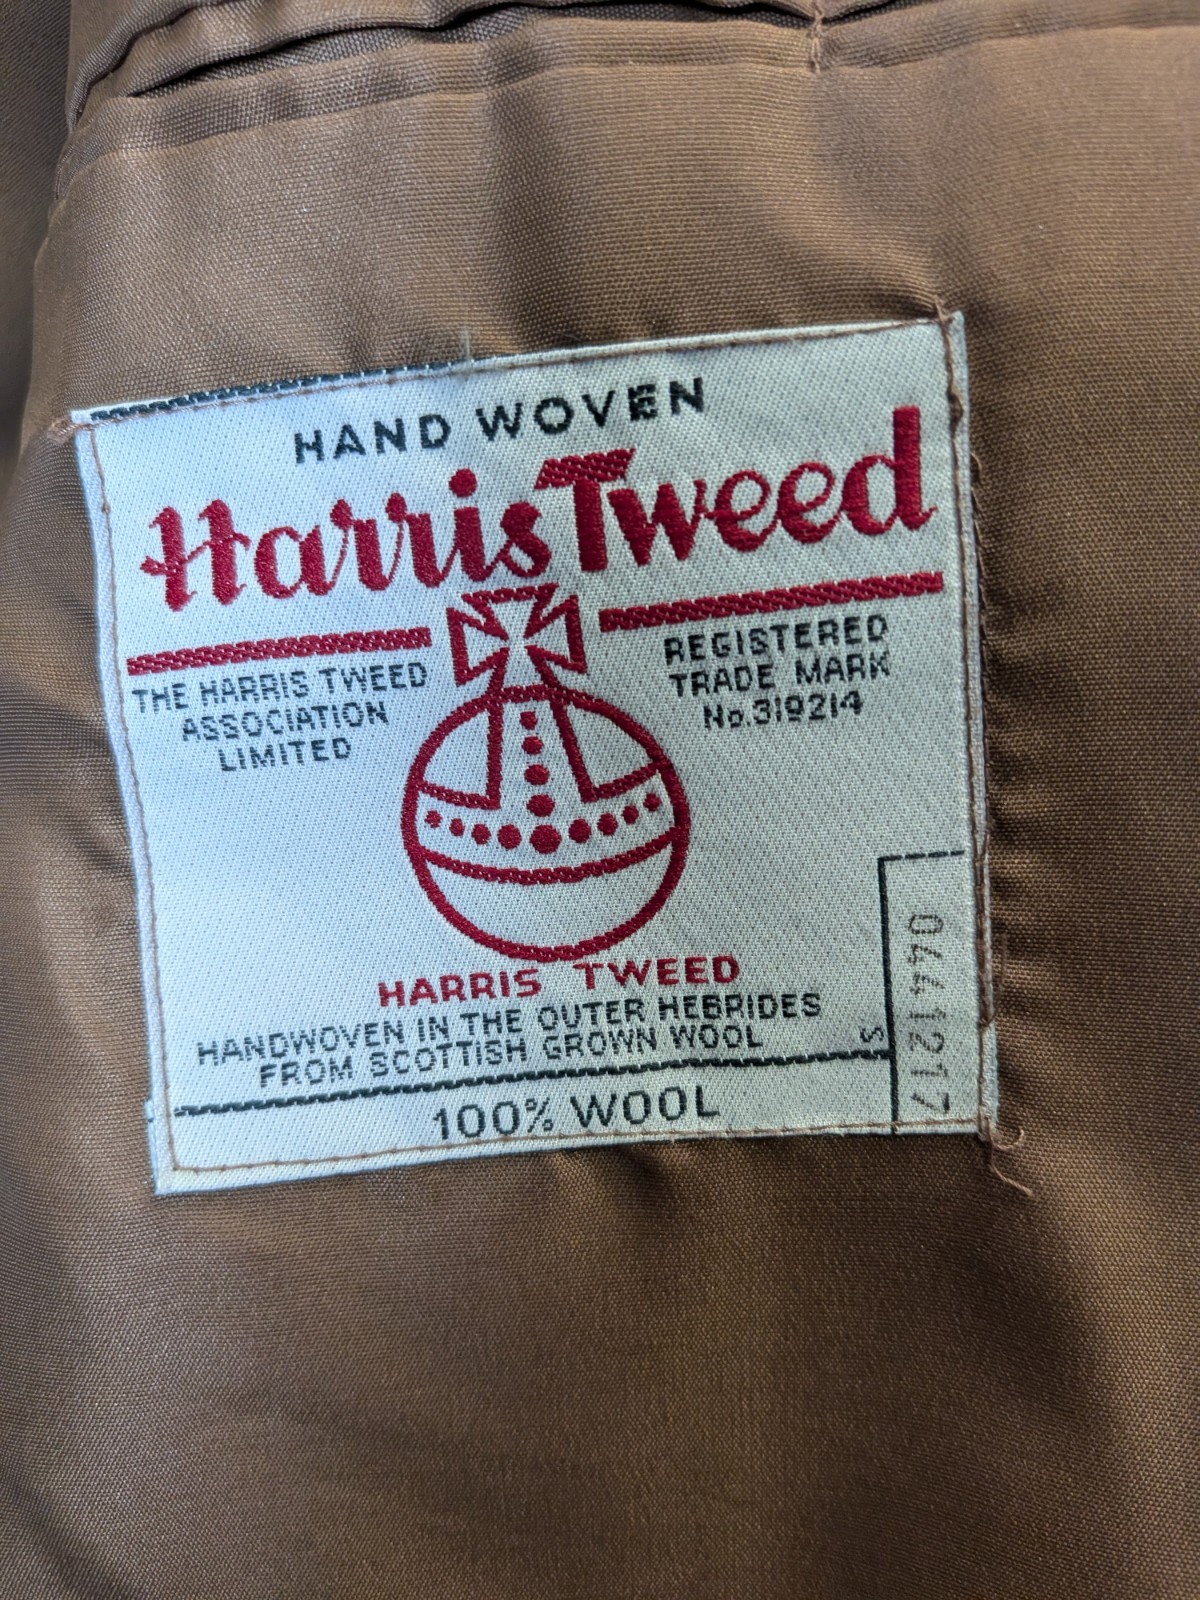 HAND WOVEN
Harris Tweed
THE HARRIS TWEED
ASSOCIATION
LIMITED
REGISTERED
TRADE MARK
No.319214
HARRIS TWEED
HANDWOVEN IN THE OUTER HEBRIDES
FROM SCOTTISH GROWN WOOL
S
100% WOOL
0441217